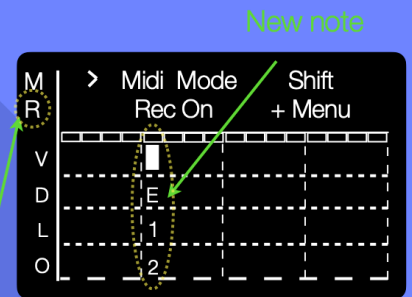 New note
M > Midi Mode Shift
R Rec On + Menu
V
D E
L 1
O 2